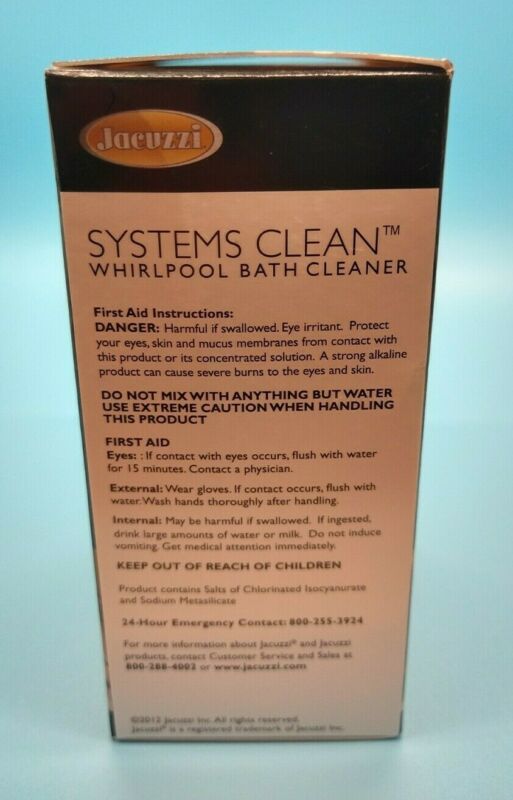 Jacuzzi
SYSTEMS CLEAN™
WHIRLPOOL BATH CLEANER
First Aid Instructions:
DANGER: Harmful if swallowed. Eye irritant. Protect
your eyes, skin and mucus membranes from contact with
this product or its concentrated solution. A strong alkaline
product can cause severe burns to the eyes and skin.
DO NOT MIX WITH ANYTHING BUT WATER
USE EXTREME CAUTION WHEN HANDLING
THIS PRODUCT
FIRST AID
Eyes: : If contact with eyes occurs, flush with water
for 15 minutes. Contact a physician.
External: Wear gloves. If contact occurs, flush with
water. Wash hands thoroughly after handling.
Internal: May be harmful if swallowed. If ingested,
drink large amounts of water or milk. Do not induce
vomiting. Get medical attention immediately.
KEEP OUT OF REACH OF CHILDREN
Product contains Salts of Chlorinated Isocyanurate
and Sodium Metasilicate
24-Hour Emergency Contact: 800-255-3924
For more information about Jacuzzi® and Jacuzzi
products, contact Customer Service and Sales at
800-288-4002 or www.jacuzzi.com
©2012 Jacuzzi Inc. All rights reserved.
Jacuzzi® is a registered trademark of Jacuzzi Inc.